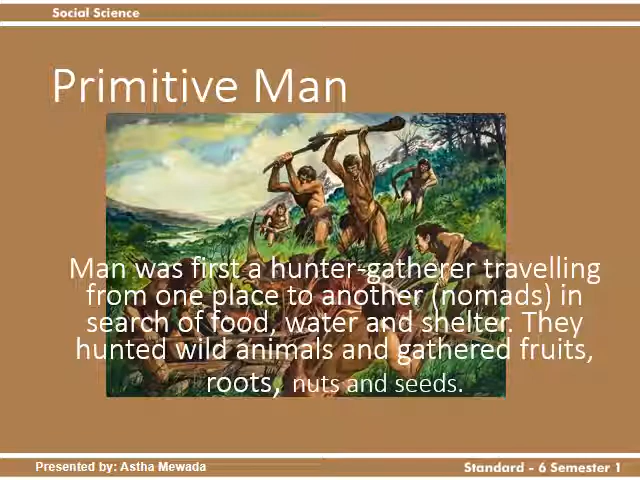 Social Science
Primitive Man
Man was first a hunter-gatherer travelling
from one place to another (nomads) in
search of food, water and shelter. They
hunted wild animals and gathered fruits,
roots, nuts and seeds.
Presented by: Astha Mewada
Standard - 6 Semester 1